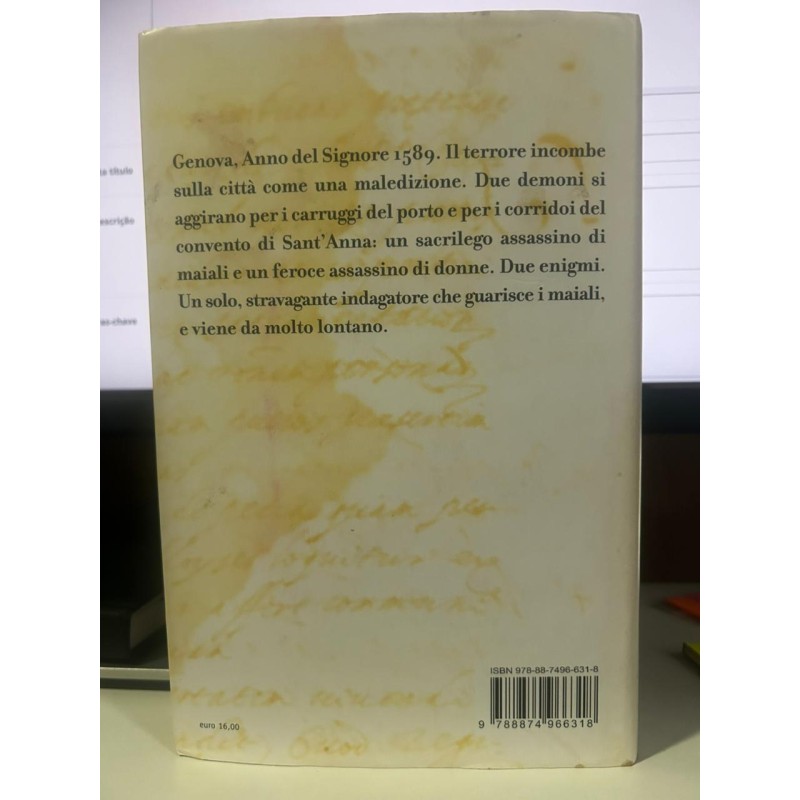 Genova, Anno del Signore 1589. Il terrore incombe
sulla città come una maledizione. Due demoni si
aggirano per i carruggi del porto e per i corridoi del
convento di Sant'Anna: un sacrilego assassino di
maiali e un feroce assassino di donne. Due enigmi.
Un solo, stravagante indagatore che guarisce i maiali,
e viene da molto lontano.
ISBN 978-88-7496-631-8
9 788874 966318
euro 16,00